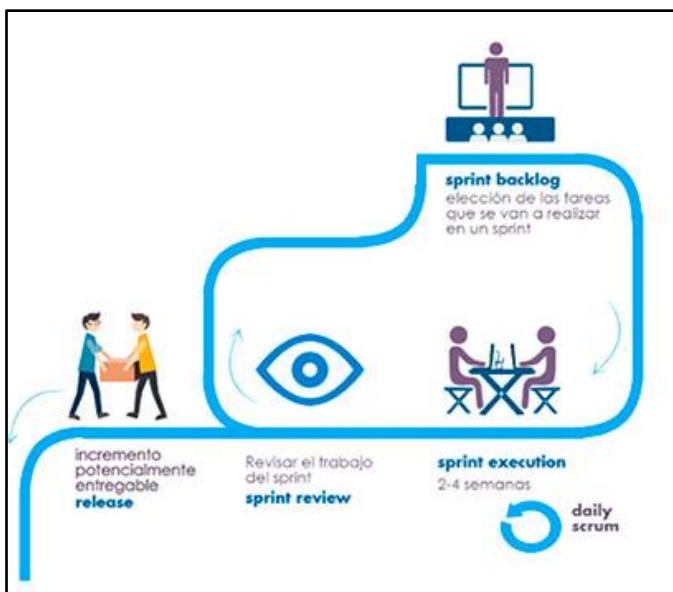 sprint backlog
elección de las tareas
que se van a realizar
en un sprint
incremento
potencialmente
entregable
release
Revisar el trabajo
del sprint
sprint review
sprint execution
2-4 semanas
daily
scrum